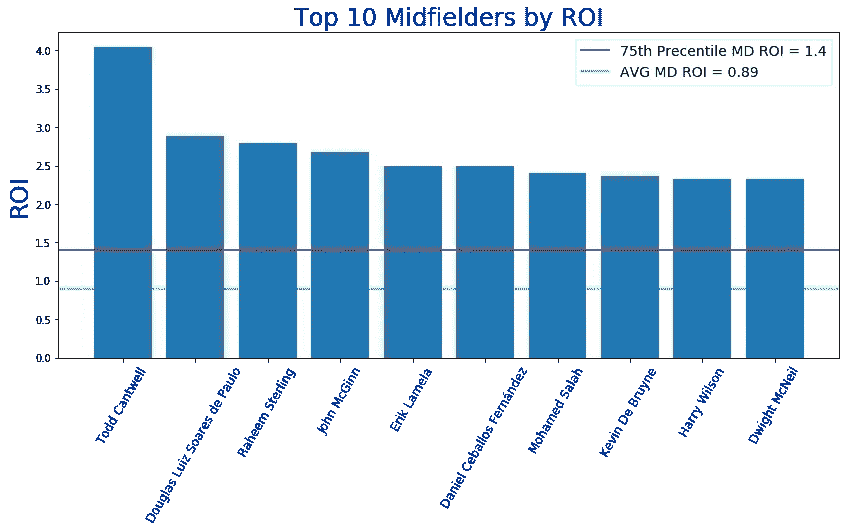 Top 10 Midfielders by ROI
75th Precentile MD ROI = 1.4
AVG MD ROI = 0.89
ROI
4.0
3.5
3.0
2.5
2.0
1.5
1.0
0.5
0.0
Todd Cantwell
Douglas Luiz Soares de Paulo
Raheem Sterling
John McGinn
Erik Lamela
Daniel Ceballos Fernández
Mohamed Salah
Kevin De Bruyne
Harry Wilson
Dwight McNeil